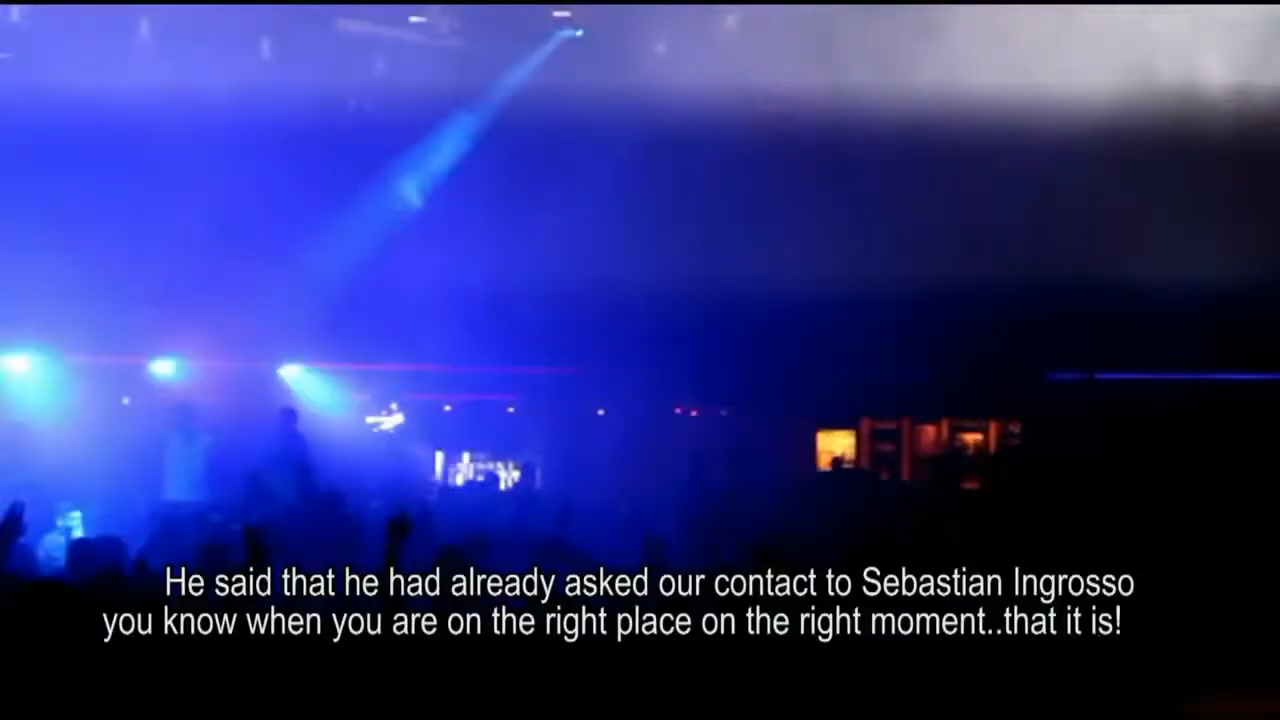 He said that he had already asked our contact to Sebastian Ingrosso
you know when you are on the right place on the right moment..that it is!